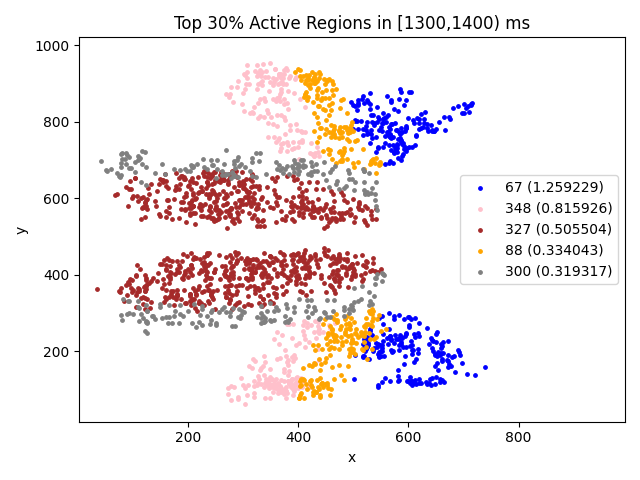 Top 30% Active Regions in [1300,1400) ms
1000
800
600
400
200
y
67 (1.259229)
348 (0.815926)
327 (0.505504)
88 (0.334043)
300 (0.319317)
200 400 600 800
x